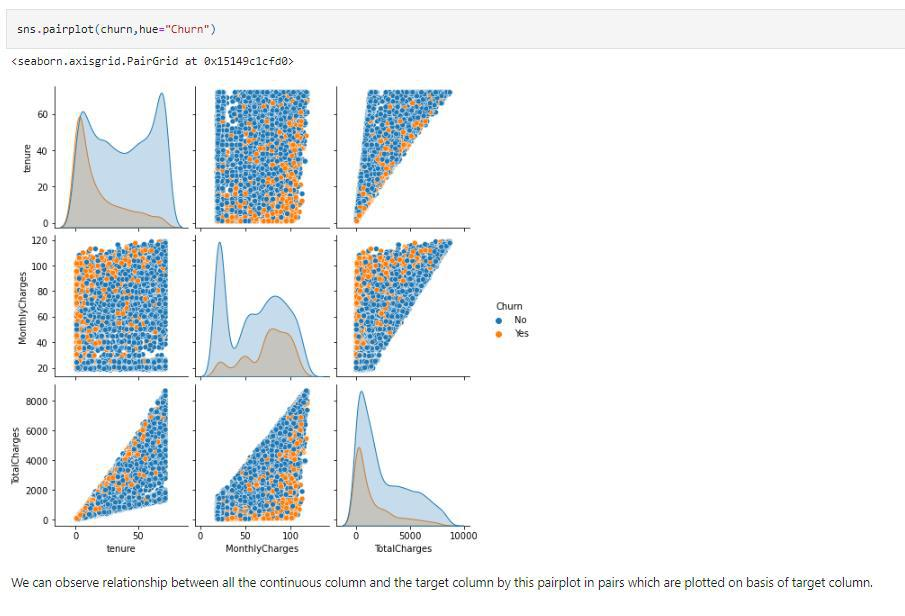 sns.pairplot(churn,hue="Churn")
<seaborn.axisgrid.PairGrid at 0x15149c1cfd0>
60
40
20
0
tenure
120
100
80
60
40
20
MonthlyCharges
Churn
No
Yes
8000
6000
4000
2000
0
TotalCharges
0 50
tenure
0 50 100
MonthlyCharges
0 5000 10000
TotalCharges
We can observe relationship between all the continuous column and the target column by this pairplot in pairs which are plotted on basis of target column.